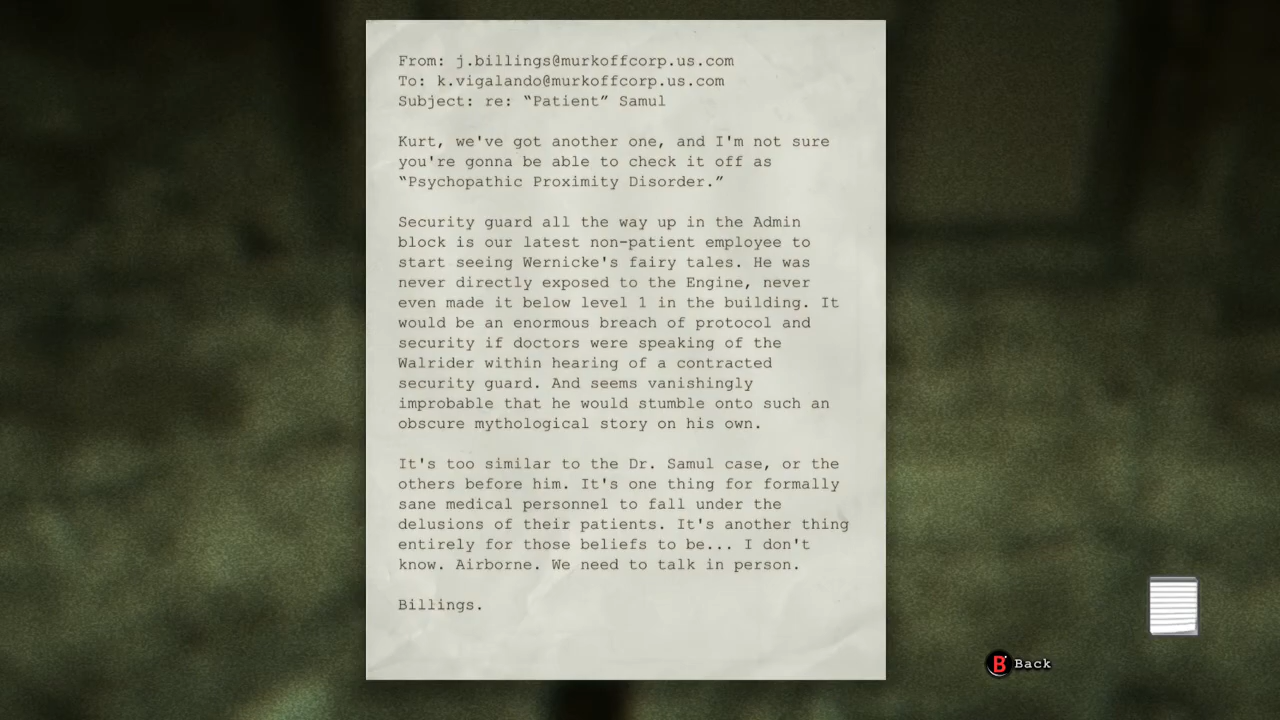 From: j.billings@murkoffcorp.us.com
To: k.vigalando@murkoffcorp.us.com
Subject: re: “Patient” Samul
Kurt, we've got another one, and I'm not sure
you're gonna be able to check it off as
“Psychopathic Proximity Disorder.”
Security guard all the way up in the Admin
block is our latest non-patient employee to
start seeing Wernicke's fairy tales. He was
never directly exposed to the Engine, never
even made it below level 1 in the building. It
would be an enormous breach of protocol and
security if doctors were speaking of the
Walrider within hearing of a contracted
security guard. And seems vanishingly
improbable that he would stumble onto such an
obscure mythological story on his own.
It's too similar to the Dr. Samul case, or the
others before him. It's one thing for formally
sane medical personnel to fall under the
delusions of their patients. It's another thing
entirely for those beliefs to be... I don't
know. Airborne. We need to talk in person.
Billings.
B Back